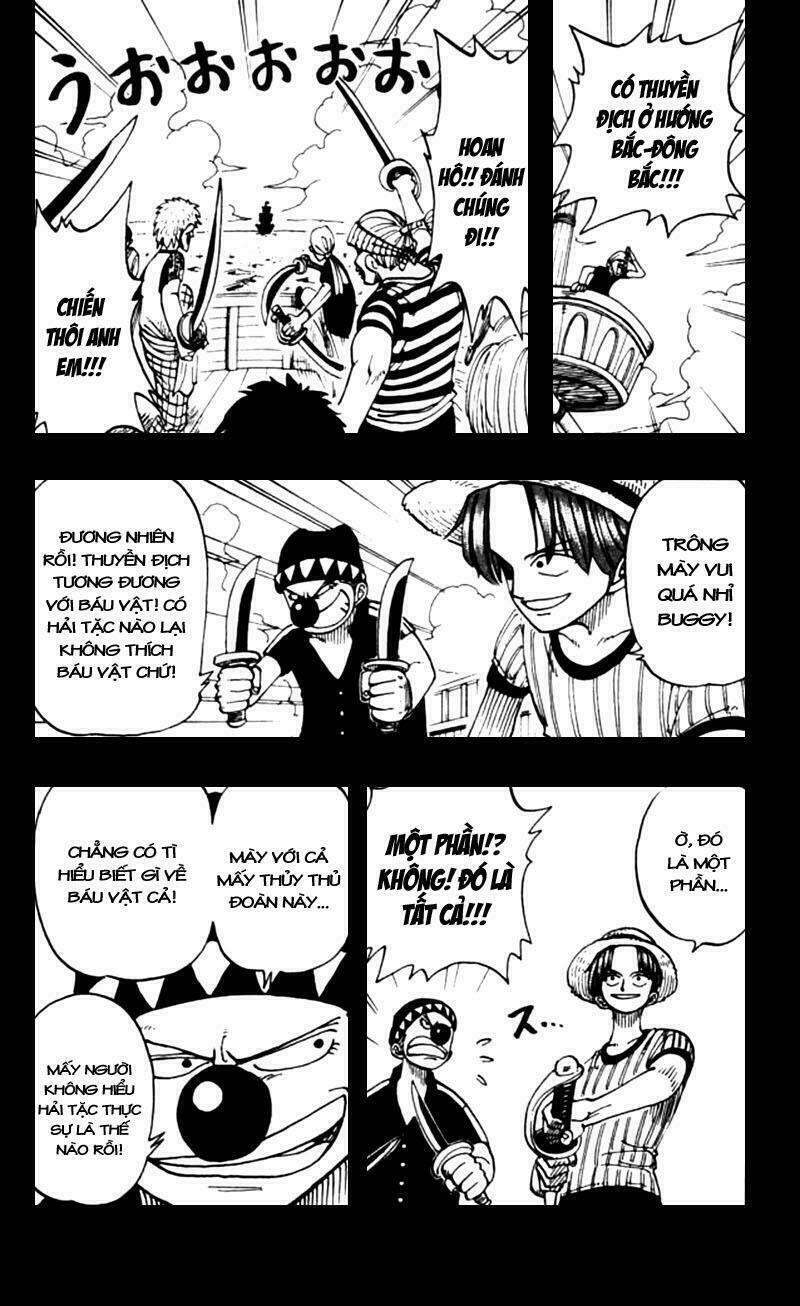 CÓ THUYỀN
ĐỊCH Ở HƯỚNG
BẮC-ĐÔNG
BẮC!!!
うおおおおお
HOAN
HÔ!! ĐÁNH
CHÚNG
ĐI!!
CHIẾN
THÔI ANH
EM!!!
TRÔNG
MÀY VUI
QUÁ NHỈ
BUGGY!
ĐƯƠNG NHIÊN
RỒI! THUYỀN ĐỊCH
TƯƠNG ĐƯƠNG
VỚI BÁU VẬT! CÓ
HẢI TẶC NÀO LẠI
KHÔNG THÍCH
BÁU VẬT CHỨ!
Ờ, ĐÓ
LÀ MỘT
PHẦN...
MỘT PHẦN!?
KHÔNG! ĐÓ LÀ
TẤT CẢ!!!
ス...
MÀY VỚI CẢ
MẤY THỦY THỦ
ĐOÀN NÀY...
CHẲNG CÓ TÌ
HIỂU BIẾT GÌ VỀ
BÁU VẬT CẢ!
MẤY NGƯỜI
KHÔNG HIỂU
HẢI TẶC THỰC
SỰ LÀ THẾ
NÀO RỒI!